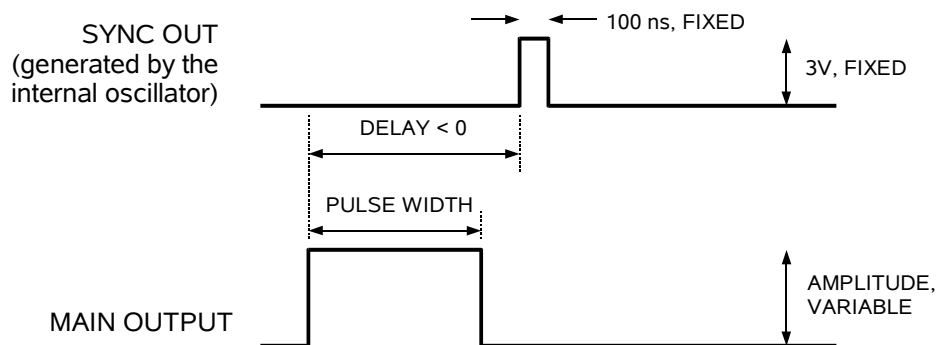 SYNC OUT
(generated by the
internal oscillator)
100 ns, FIXED
3V, FIXED
DELAY < 0
PULSE WIDTH
MAIN OUTPUT
AMPLITUDE,
VARIABLE